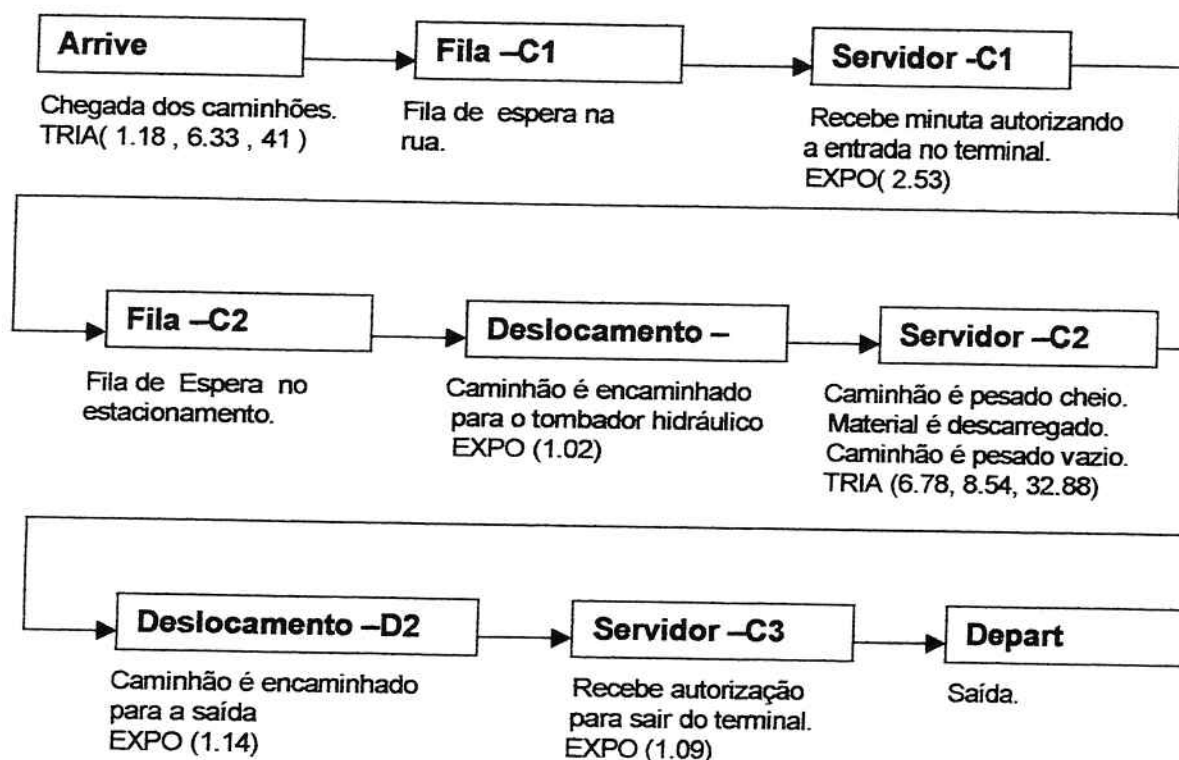 Arrive
Chegada dos caminhões.
TRIA( 1.18 , 6.33 , 41 )
Fila –C1
Fila de espera na
rua.
Servidor -C1
Recebe minuta autorizando
a entrada no terminal.
EXPO( 2.53)
Fila –C2
Fila de Espera no
estacionamento.
Deslocamento –
Caminhão é encaminhado
para o tombador hidráulico
EXPO (1.02)
Servidor –C2
Caminhão é pesado cheio.
Material é descarregado.
Caminhão é pesado vazio.
TRIA (6.78, 8.54, 32.88)
Deslocamento –D2
Caminhão é encaminhado
para a saída
EXPO (1.14)
Servidor –C3
Recebe autorização
para sair do terminal.
EXPO (1.09)
Depart
Saída.